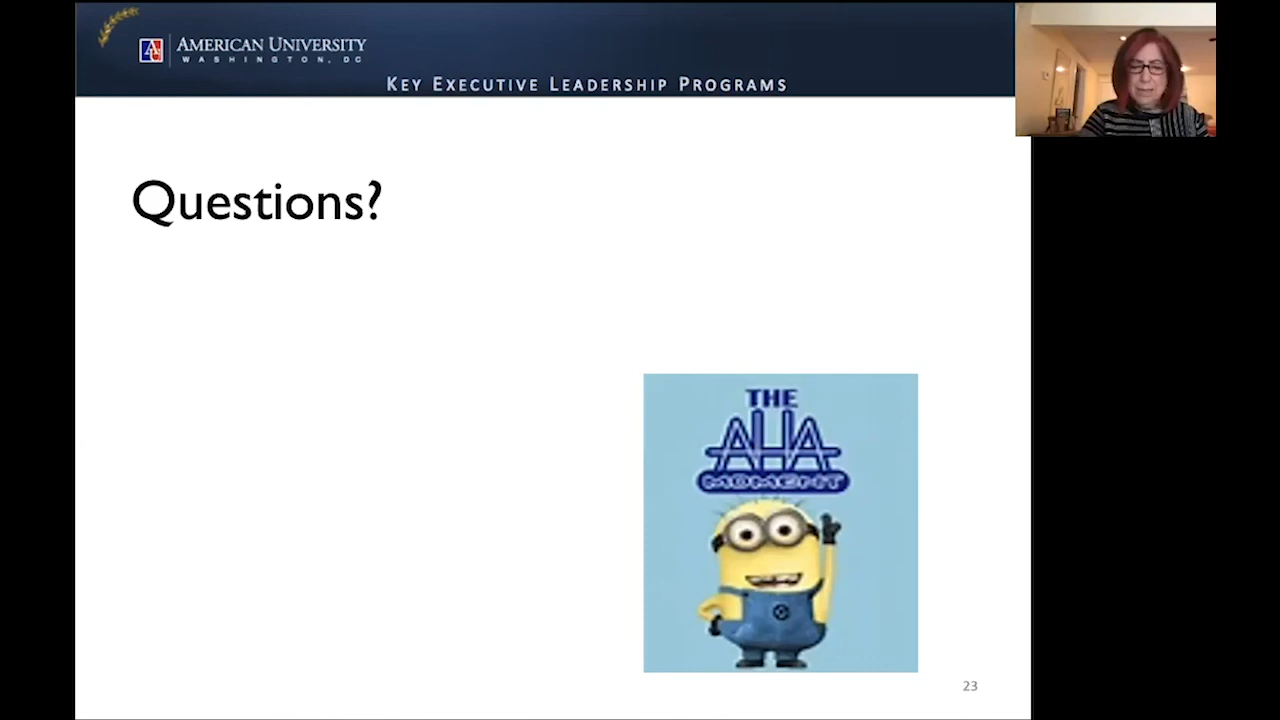 AMERICAN UNIVERSITY
WASHINGTON, DC
KEY EXECUTIVE LEADERSHIP PROGRAMS
Questions?
THE
AHA
MOMENT
23